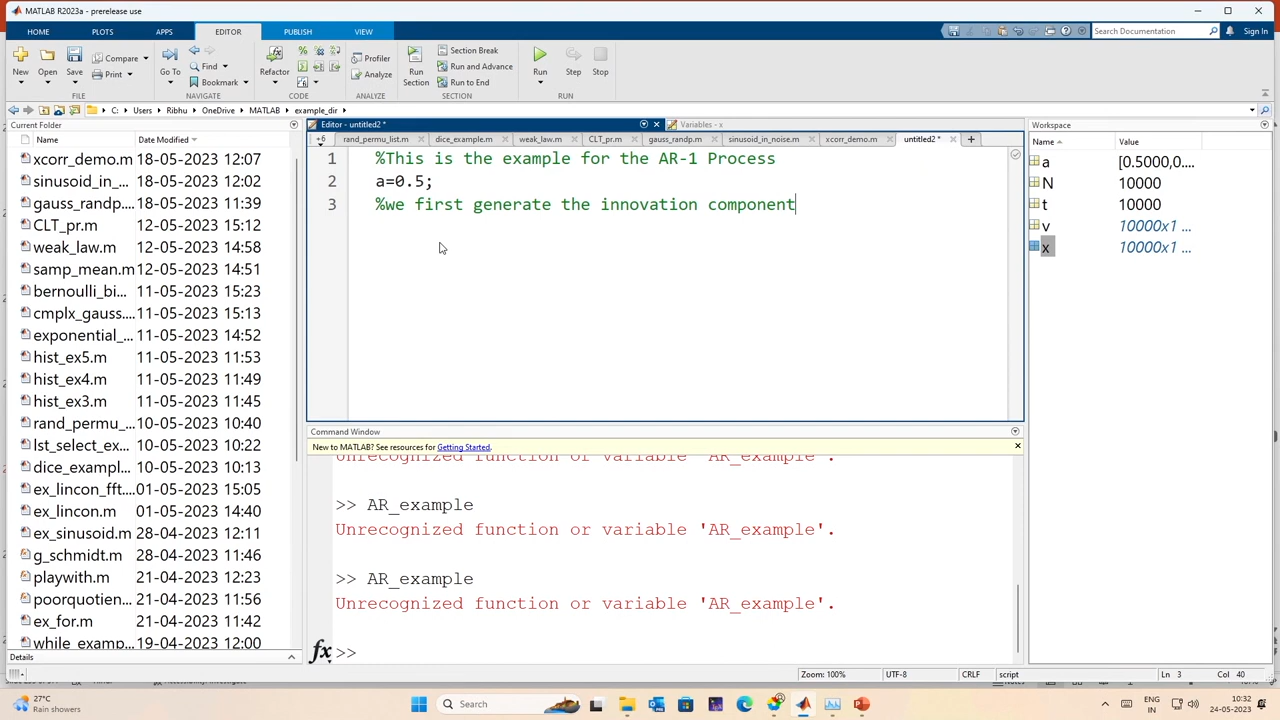 MATLAB R2023a - prerelease use
HOME PLOTS APPS EDITOR PUBLISH VIEW
Search Documentation
Sign In
New Open Save Compare Print Go To Find Bookmark Refactor Profiler Analyze Run Section Section Break Run and Advance Run to End Run Step Stop
FILE NAVIGATE CODE ANALYZE SECTION RUN
C: Users Ribhu OneDrive MATLAB example_dir
Current Folder
Name Date Modified
xcorr_demo.m 18-05-2023 12:07
sinusoid_in_... 18-05-2023 12:02
gauss_randp.... 18-05-2023 11:39
CLT_pr.m 12-05-2023 15:12
weak_law.m 12-05-2023 14:58
samp_mean.m 12-05-2023 14:51
bernoulli_bi... 11-05-2023 15:23
cmplx_gauss.... 11-05-2023 15:13
exponential_... 11-05-2023 14:52
hist_ex5.m 11-05-2023 11:53
hist_ex4.m 11-05-2023 11:49
hist_ex3.m 11-05-2023 11:45
rand_permu_... 10-05-2023 10:40
lst_select_ex... 10-05-2023 10:22
dice_exampl... 10-05-2023 10:13
ex_lincon_fft.... 01-05-2023 15:05
ex_lincon.m 01-05-2023 14:40
ex_sinusoid.m 28-04-2023 12:11
g_schmidt.m 28-04-2023 11:46
playwith.m 21-04-2023 12:23
poorquotien... 21-04-2023 11:56
ex_for.m 21-04-2023 11:42
while_examp... 19-04-2023 12:00
Details
Editor - untitled2 *
Variables - x
+6 rand_permu_list.m dice_example.m weak_law.m CLT_pr.m gauss_randp.m sinusoid_in_noise.m xcorr_demo.m untitled2 *
1 %This is the example for the AR-1 Process
2 a=0.5;
3 %we first generate the innovation component
Command Window
New to MATLAB? See resources for Getting Started.
Unrecognized function or variable 'AR_example'.
>> AR_example
Unrecognized function or variable 'AR_example'.
>> AR_example
Unrecognized function or variable 'AR_example'.
fx >>
Workspace
Name Value
a [0.5000,0....
N 10000
t 10000
v 10000x1 ...
x 10000x1 ...
Zoom: 100% UTF-8 CRLF script Ln 3 Col 40
27°C
Rain showers
Search
ENG
IN
10:32
24-05-2023